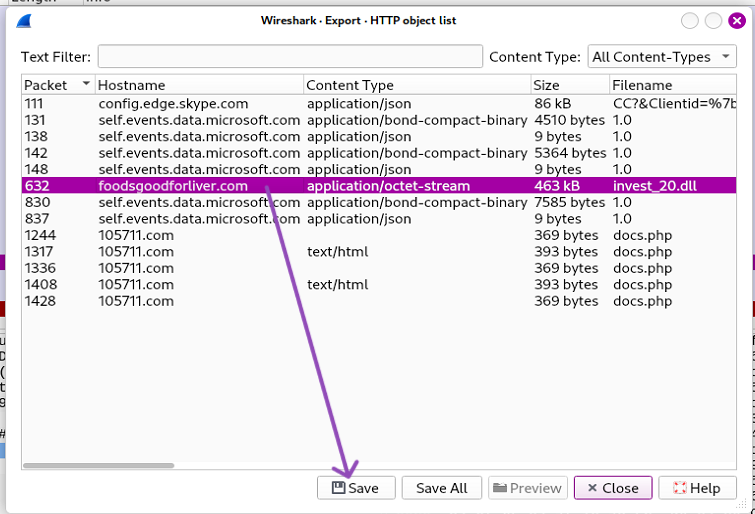 Wireshark · Export · HTTP object list
Text Filter: Content Type: All Content-Types
Packet Hostname Content Type Size Filename
111 config.edge.skype.com application/json 86 kB CC?&Clientid=%7b
131 self.events.data.microsoft.com application/bond-compact-binary 4510 bytes 1.0
138 self.events.data.microsoft.com application/json 9 bytes 1.0
142 self.events.data.microsoft.com application/bond-compact-binary 5364 bytes 1.0
148 self.events.data.microsoft.com application/json 9 bytes 1.0
632 foodsgoodforliver.com application/octet-stream 463 kB invest_20.dll
830 self.events.data.microsoft.com application/bond-compact-binary 7585 bytes 1.0
837 self.events.data.microsoft.com application/json 9 bytes 1.0
1244 105711.com 369 bytes docs.php
1317 105711.com text/html 393 bytes docs.php
1336 105711.com 369 bytes docs.php
1408 105711.com text/html 393 bytes docs.php
1428 105711.com 369 bytes docs.php
Save Save All Preview Close Help